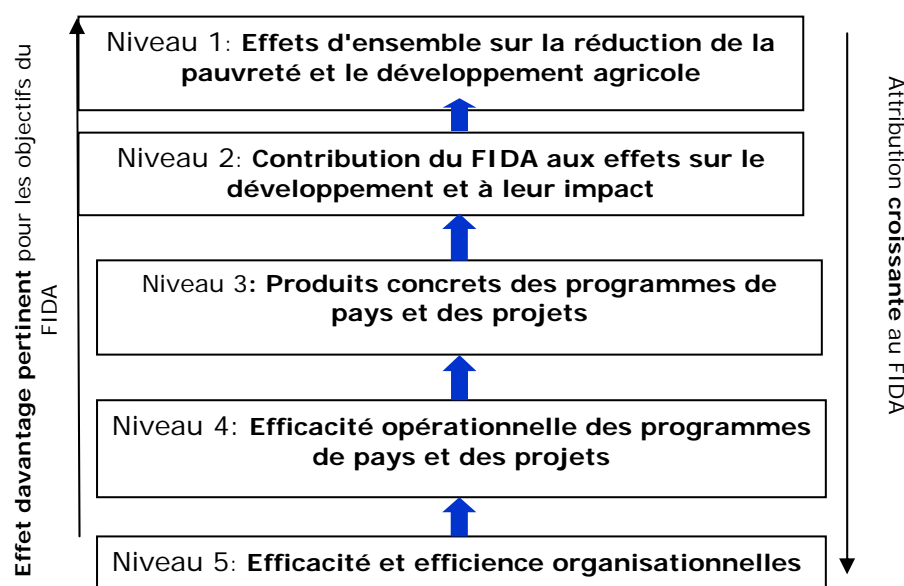 Effet davantage pertinent pour les objectifs du
FIDA
Niveau 1: Effets d'ensemble sur la réduction de la
pauvreté et le développement agricole
Niveau 2: Contribution du FIDA aux effets sur le
développement et à leur impact
Niveau 3: Produits concrets des programmes de
pays et des projets
Niveau 4: Efficacité opérationnelle des programmes
de pays et des projets
Niveau 5: Efficacité et efficience organisationnelles
Attribution croissante au FIDA